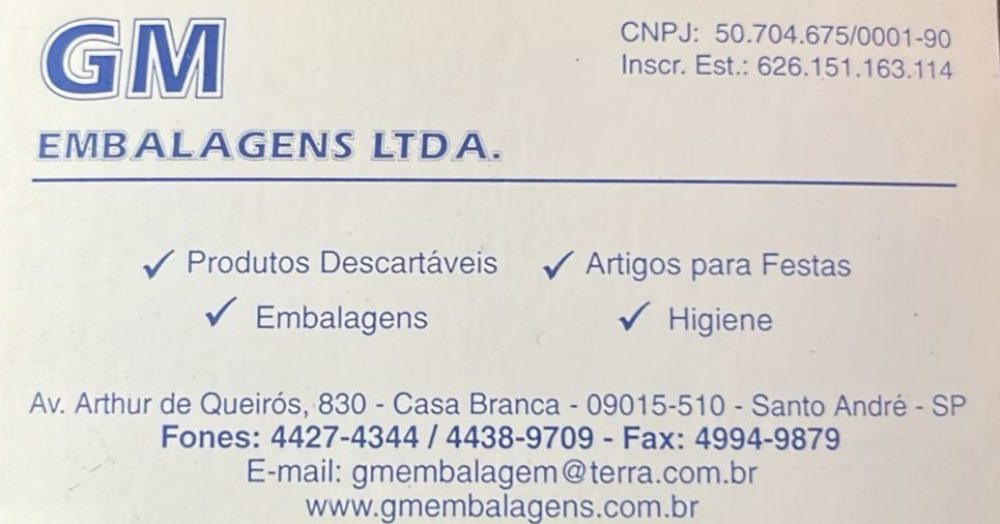 GM
EMBALAGENS LTDA.
CNPJ: 50.704.675/0001-90
Inscr. Est.: 626.151.163.114
✓ Produtos Descartáveis ✓ Artigos para Festas
✓ Embalagens ✓ Higiene
Av. Arthur de Queirós, 830 - Casa Branca - 09015-510 - Santo André - SP
Fones: 4427-4344 / 4438-9709 - Fax: 4994-9879
E-mail: gmembalagem@terra.com.br
www.gmembalagens.com.br